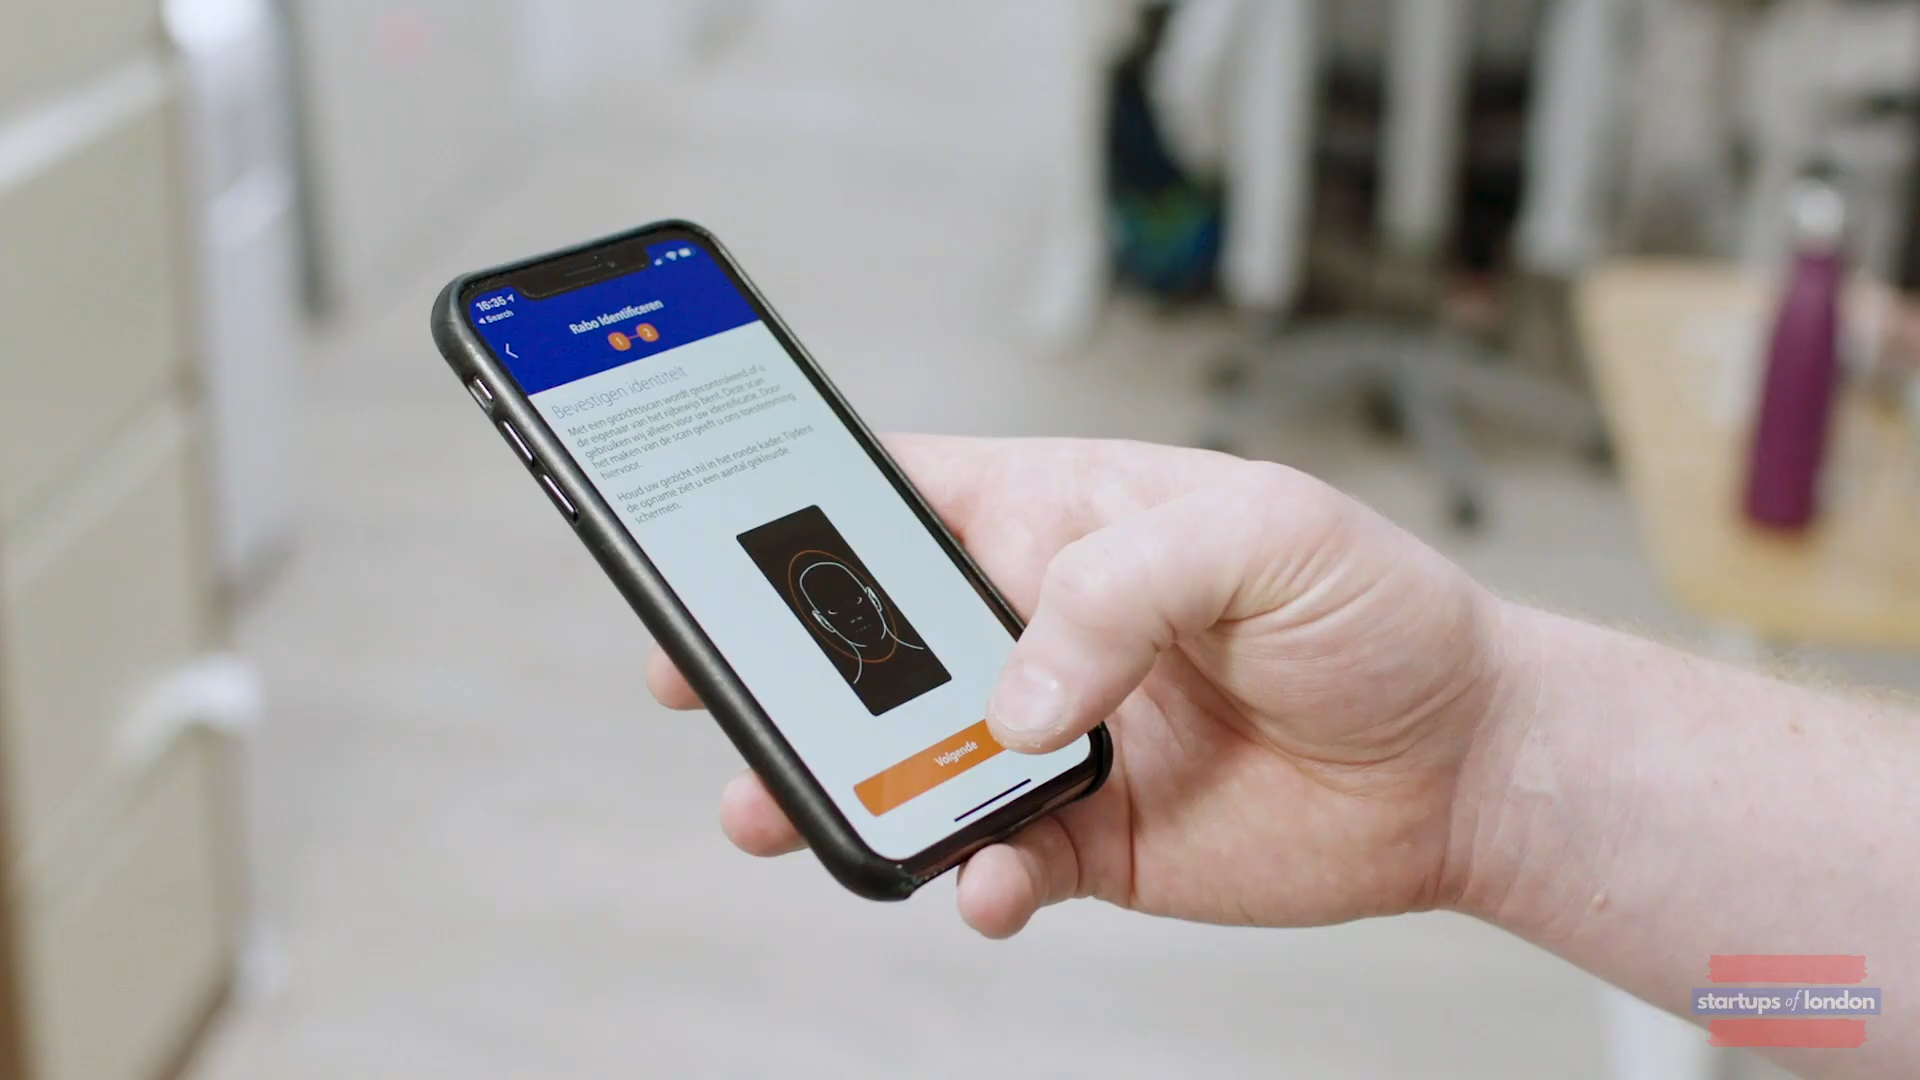 16:35
Search
Rabo Identificeren
1 2
Bevestigen identiteit
Met een gezichtsscan wordt gecontroleerd of u
de eigenaar van het rijbewijs bent. Deze scan
gebruiken wij alleen voor uw identificatie. Door
het maken van de scan geeft u ons toestemming
hiervoor.
Houd uw gezicht stil in het ronde kader. Tijdens
de opname ziet u een aantal gekleurde
schermen.
Volgende
startups of london